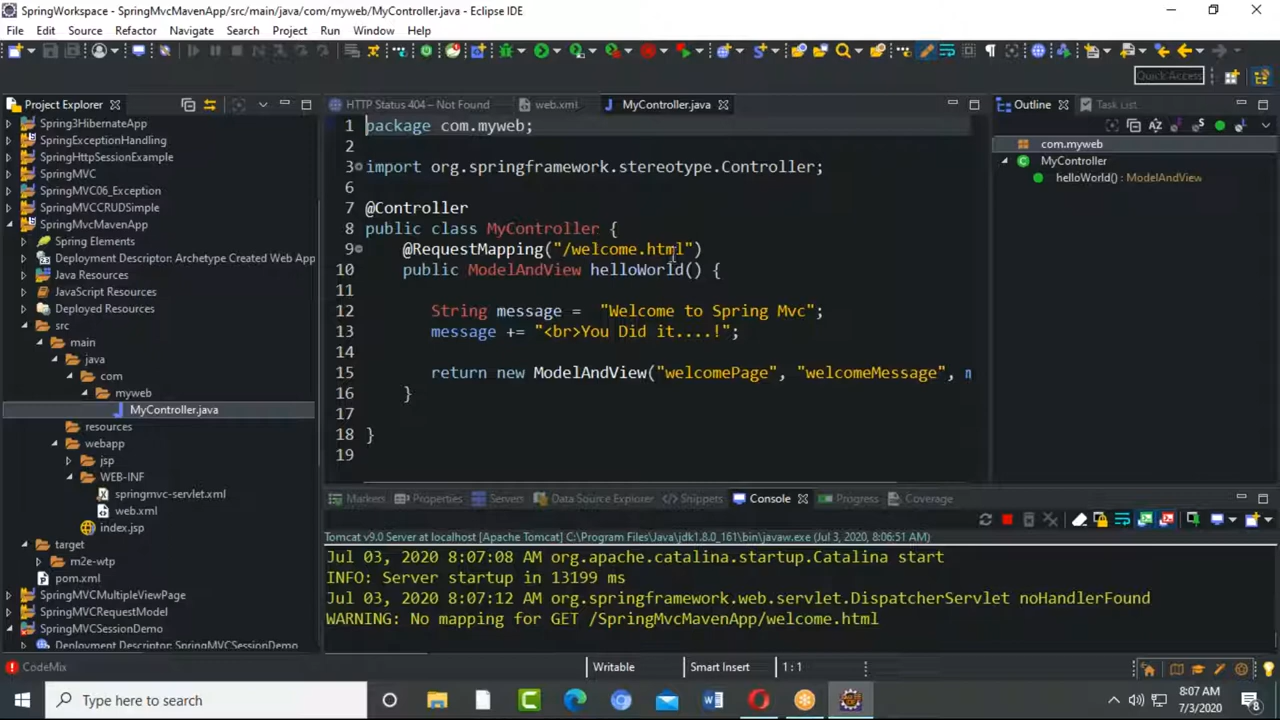 SpringWorkspace - SpringMvcMavenApp/src/main/java/com/myweb/MyController.java - Eclipse IDE
File Edit Source Refactor Navigate Search Project Run Window Help
Quick Access
Project Explorer
Spring3HibernateApp
SpringExceptionHandling
SpringHttpSessionExample
SpringMVC
SpringMVC06_Exception
SpringMVCCRUDSimple
SpringMvcMavenApp
Spring Elements
Deployment Descriptor: Archetype Created Web App
Java Resources
JavaScript Resources
Deployed Resources
src
main
java
com
myweb
MyController.java
resources
webapp
jsp
WEB-INF
springmvc-servlet.xml
web.xml
index.jsp
target
m2e-wtp
pom.xml
SpringMVCMultipleViewPage
SpringMVCRequestModel
SpringMVCSessionDemo
Deployment Descriptor: SpringMVCSessionDemo
HTTP Status 404 – Not Found web.xml MyController.java
1 package com.myweb;
2
3 import org.springframework.stereotype.Controller;
6
7 @Controller
8 public class MyController {
9 @RequestMapping("/welcome.html")
10 public ModelAndView helloWorld() {
11
12 String message = "Welcome to Spring Mvc";
13 message += "<br>You Did it....!";
14
15 return new ModelAndView("welcomePage", "welcomeMessage", m
16 }
17
18 }
19
Outline Task List
com.myweb
MyController
helloWorld() : ModelAndView
Markers Properties Servers Data Source Explorer Snippets Console Progress Coverage
Tomcat v9.0 Server at localhost [Apache Tomcat] C:\Program Files\Java\jdk1.8.0_161\bin\javaw.exe (Jul 3, 2020, 8:06:51 AM)
Jul 03, 2020 8:07:08 AM org.apache.catalina.startup.Catalina start
INFO: Server startup in 13199 ms
Jul 03, 2020 8:07:12 AM org.springframework.web.servlet.DispatcherServlet noHandlerFound
WARNING: No mapping for GET /SpringMvcMavenApp/welcome.html
CodeMix
Writable Smart Insert 1 : 1
Type here to search
8:07 AM
7/3/2020
8